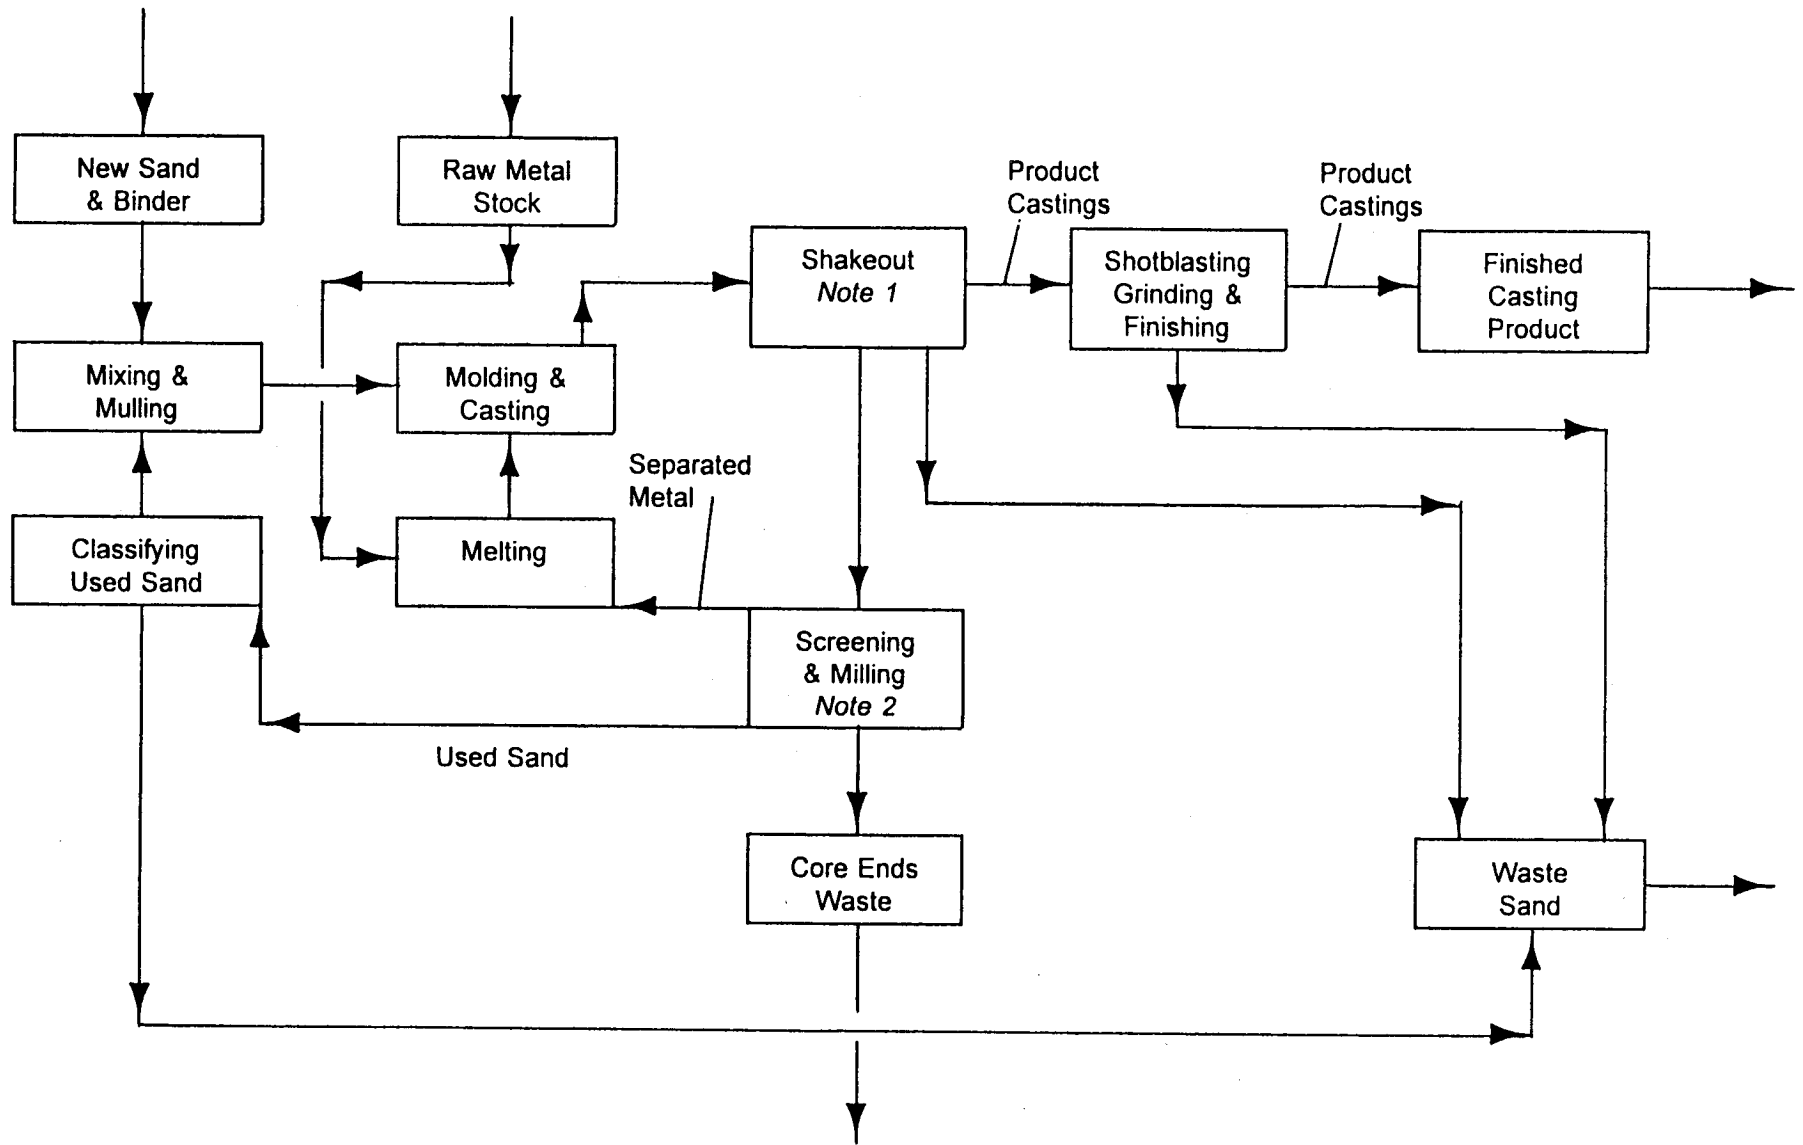 New Sand
& Binder
Raw Metal
Stock
Product
Castings
Product
Castings
Shakeout
Note 1
Shotblasting
Grinding &
Finishing
Finished
Casting
Product
Mixing &
Mulling
Molding &
Casting
Separated
Metal
Classifying
Used Sand
Melting
Screening
& Milling
Note 2
Used Sand
Core Ends
Waste
Waste
Sand